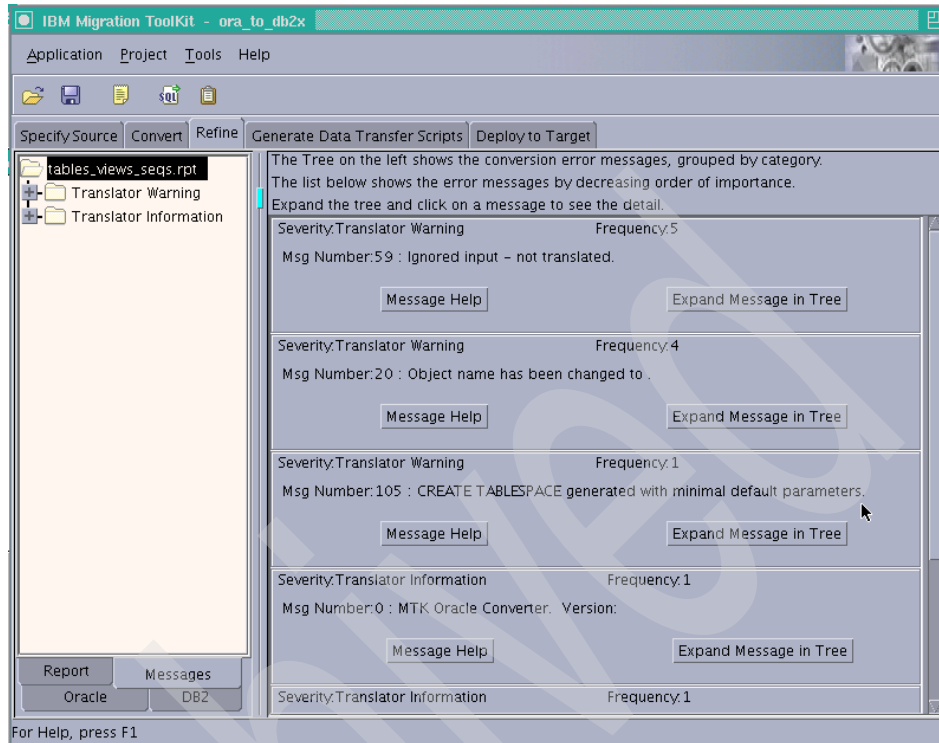 IBM Migration ToolKit - ora_to_db2x
Application Project Tools Help
sql
Specify Source Convert Refine Generate Data Transfer Scripts Deploy to Target
tables_views_seqs.rpt
Translator Warning
Translator Information
The Tree on the left shows the conversion error messages, grouped by category.
The list below shows the error messages by decreasing order of importance.
Expand the tree and click on a message to see the detail.
Severity:Translator Warning Frequency:5
Msg Number:59 : Ignored input – not translated.
Message Help Expand Message in Tree
Severity:Translator Warning Frequency:4
Msg Number:20 : Object name has been changed to .
Message Help Expand Message in Tree
Severity:Translator Warning Frequency:1
Msg Number:105 : CREATE TABLESPACE generated with minimal default parameters.
Message Help Expand Message in Tree
Severity:Translator Information Frequency:1
Msg Number:0 : MTK Oracle Converter. Version:
Message Help Expand Message in Tree
Severity:Translator Information Frequency:1
Report Messages
Oracle DB2
For Help, press F1